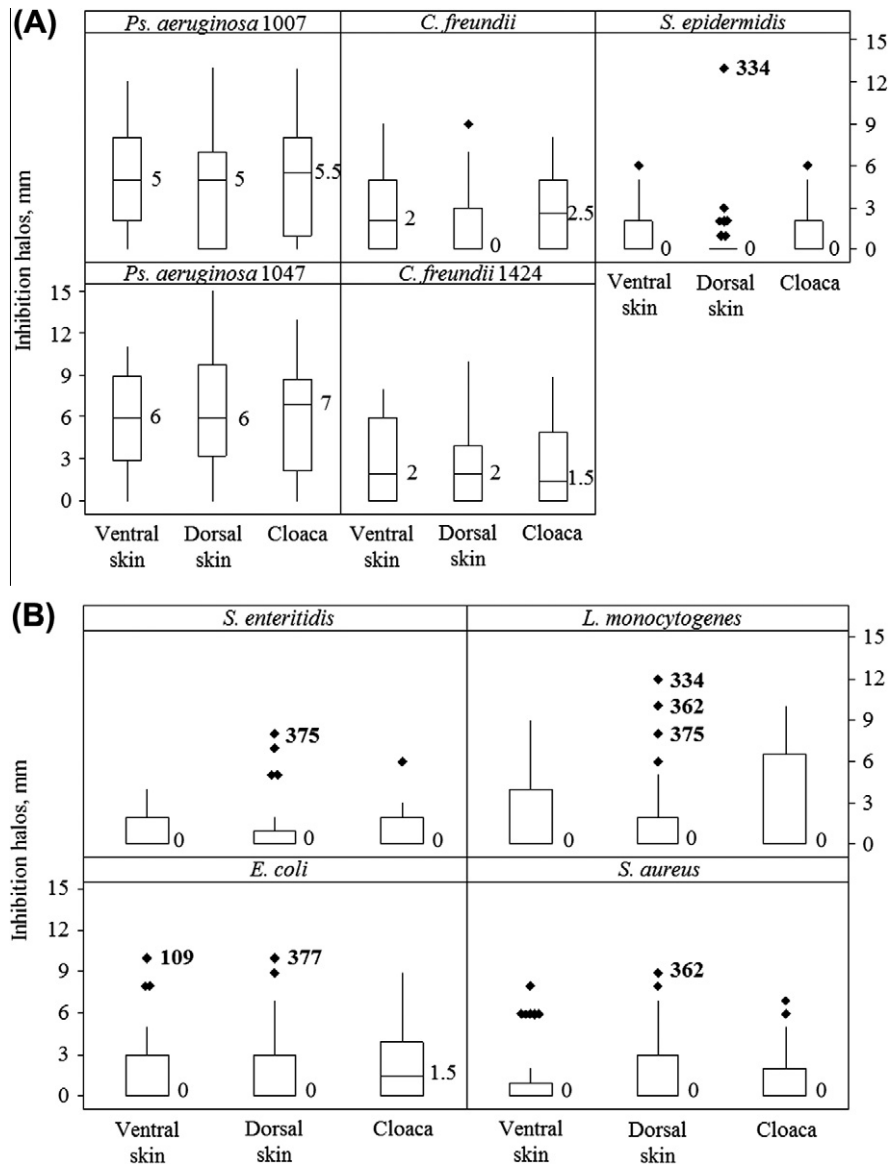 (A)
Ps. aeruginosa 1007 C. freundii S. epidermidis
15
334
12
9
6
5 5 5.5
3
2 0 2.5
0 0 0 0
Ventral skin Dorsal skin Cloaca
Inhibition halos, mm
Ps. aeruginosa 1047 C. freundii 1424
15
12
9
6
3
0
6 6 7
2 2 1.5
Ventral skin Dorsal skin Cloaca Ventral skin Dorsal skin Cloaca
(B)
S. enteritidis L. monocytogenes
15
12
9
6
3
0
375
334
362
375
0 0 0 0 0 0
Inhibition halos, mm
E. coli S. aureus
15
12
9
6
3
0
109 377 362
0 0 1.5 0 0 0
Ventral skin Dorsal skin Cloaca Ventral skin Dorsal skin Cloaca